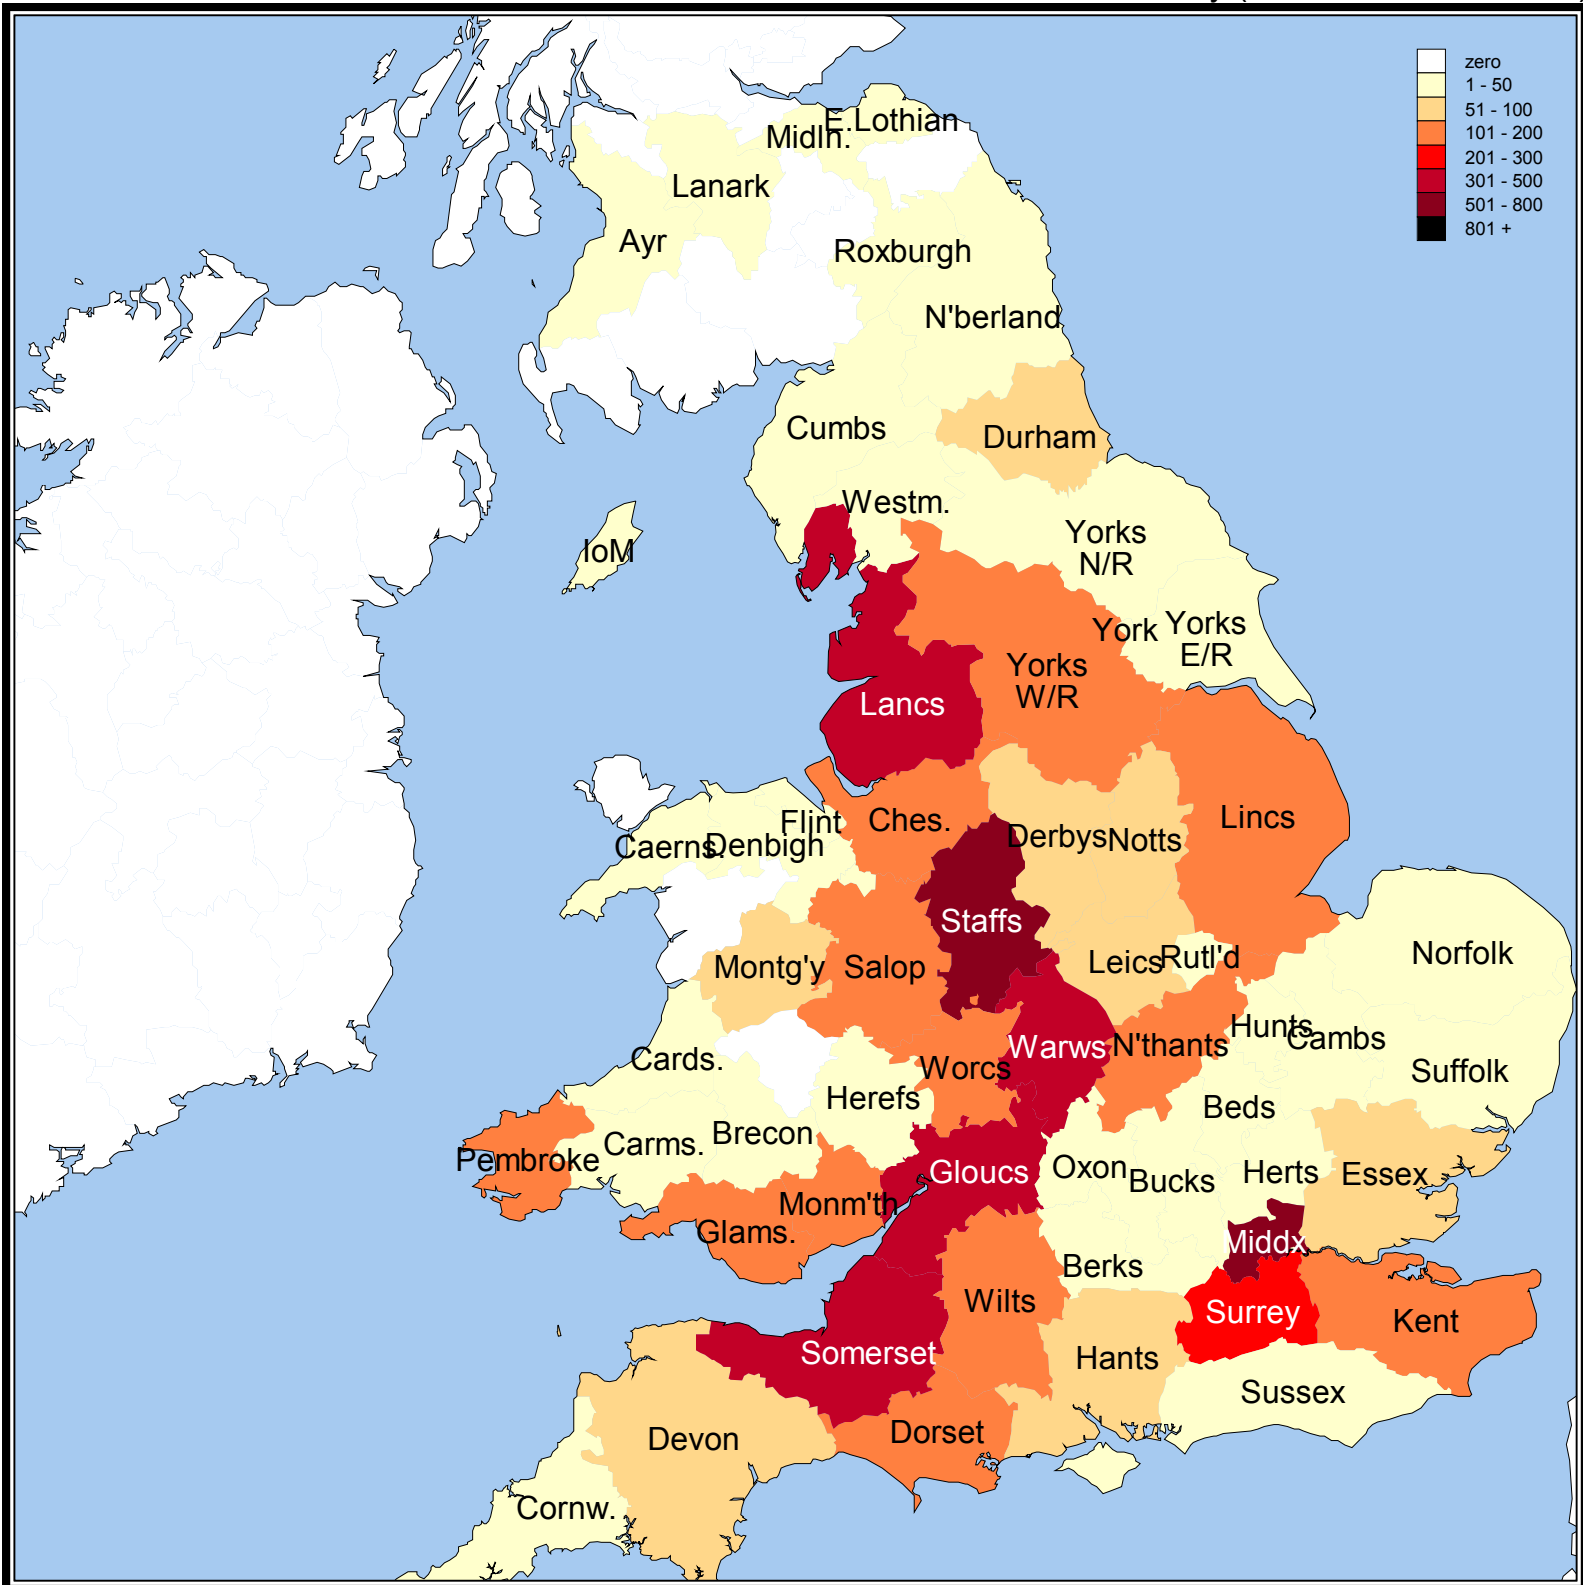 zero
1 - 50
51 - 100
101 - 200
201 - 300
301 - 500
501 - 800
801 +
E.Lothian
Midln.
Lanark
Ayr
Roxburgh
N'berland
Cumbs
Durham
Westm.
IoM
Yorks
N/R
York
Yorks
E/R
Yorks
W/R
Lancs
Flint
Ches.
Caerns.
Denbigh
Derbys
Notts
Lincs
Staffs
Montg'y
Salop
Leics
Rutl'd
Norfolk
Hunts
Cambs
Cards.
Worcs
Warws
N'thants
Suffolk
Herefs
Beds
Brecon
Carms.
Pembroke
Gloucs
Oxon
Bucks
Herts
Essex
Monm'th
Glams.
Middx
Berks
Wilts
Surrey
Kent
Somerset
Hants
Sussex
Devon
Dorset
Cornw.